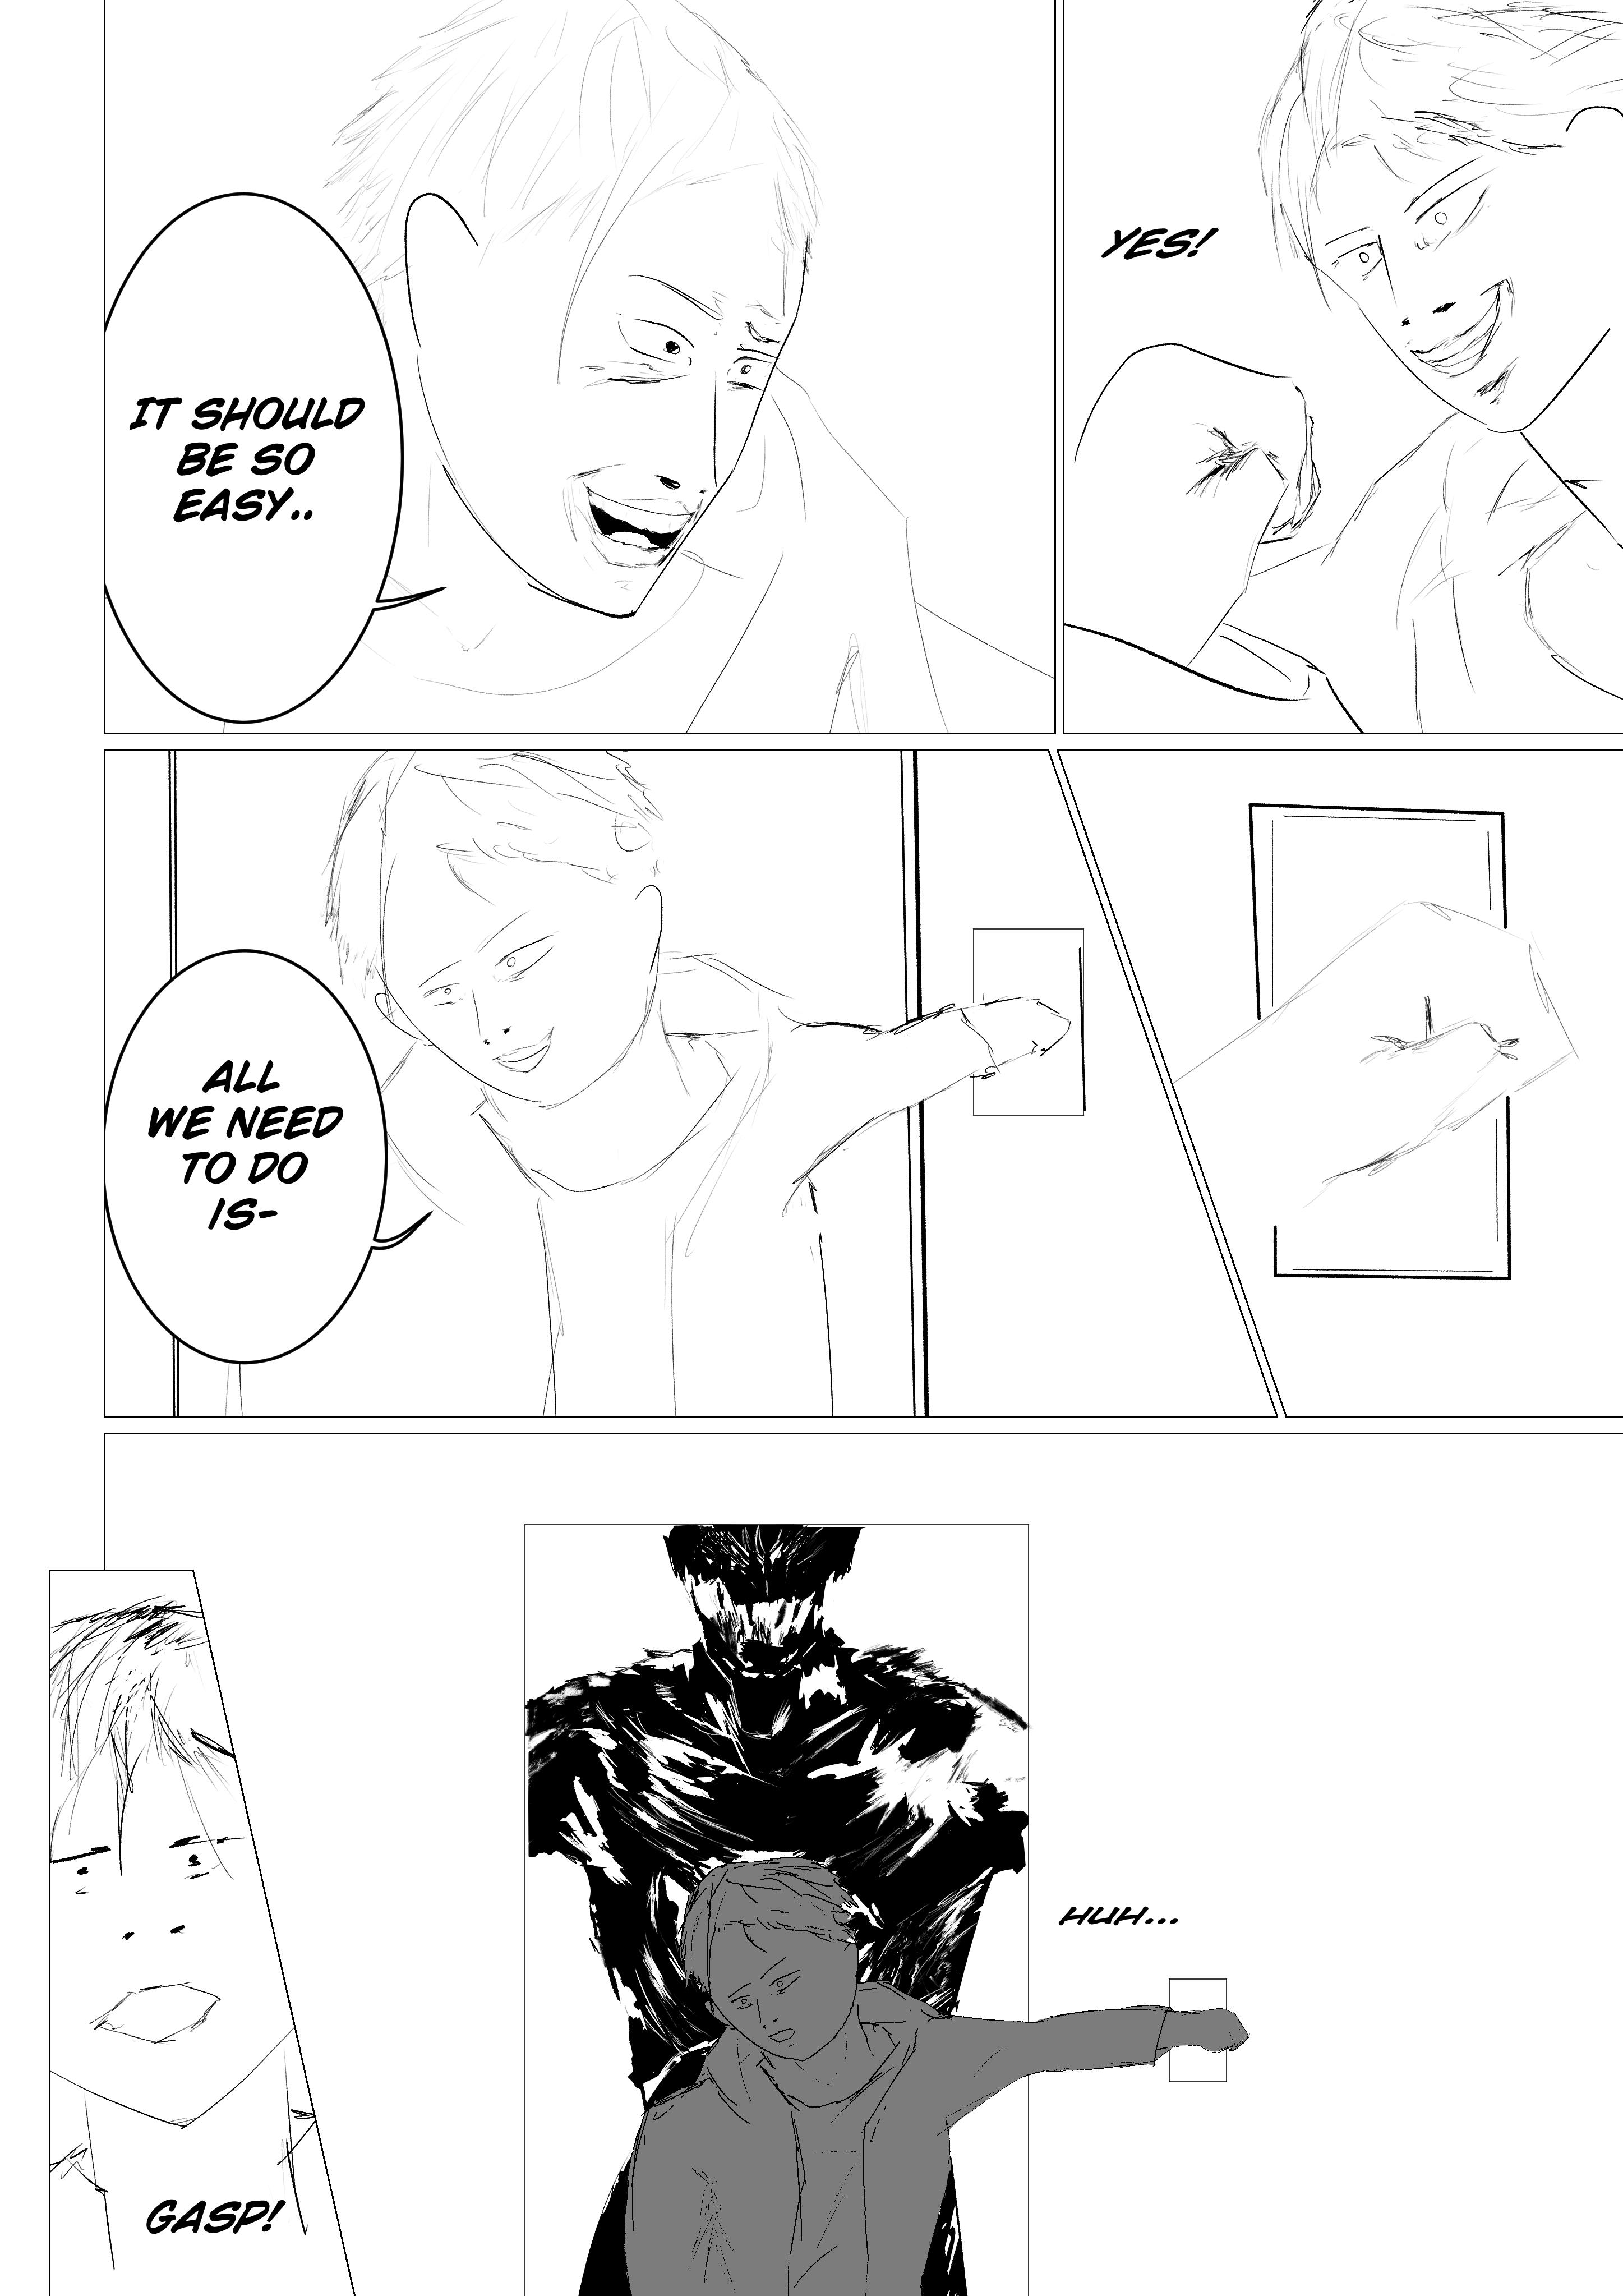 IT SHOULD
BE SO
EASY..
YES!
ALL
WE NEED
TO DO
IS-
HUH...
GASP!